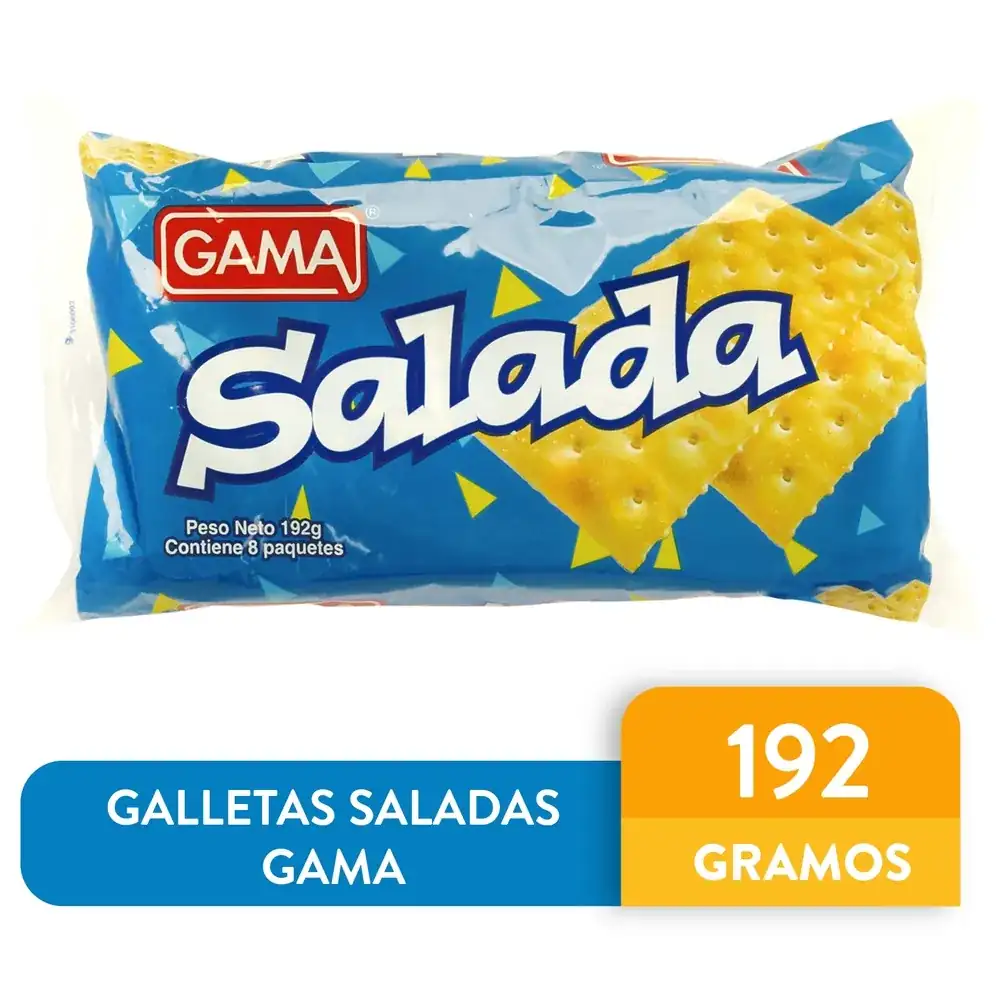 GAMA®
Salada
Peso Neto 192g
Contiene 8 paquetes
GALLETAS SALADAS
GAMA
192
GRAMOS